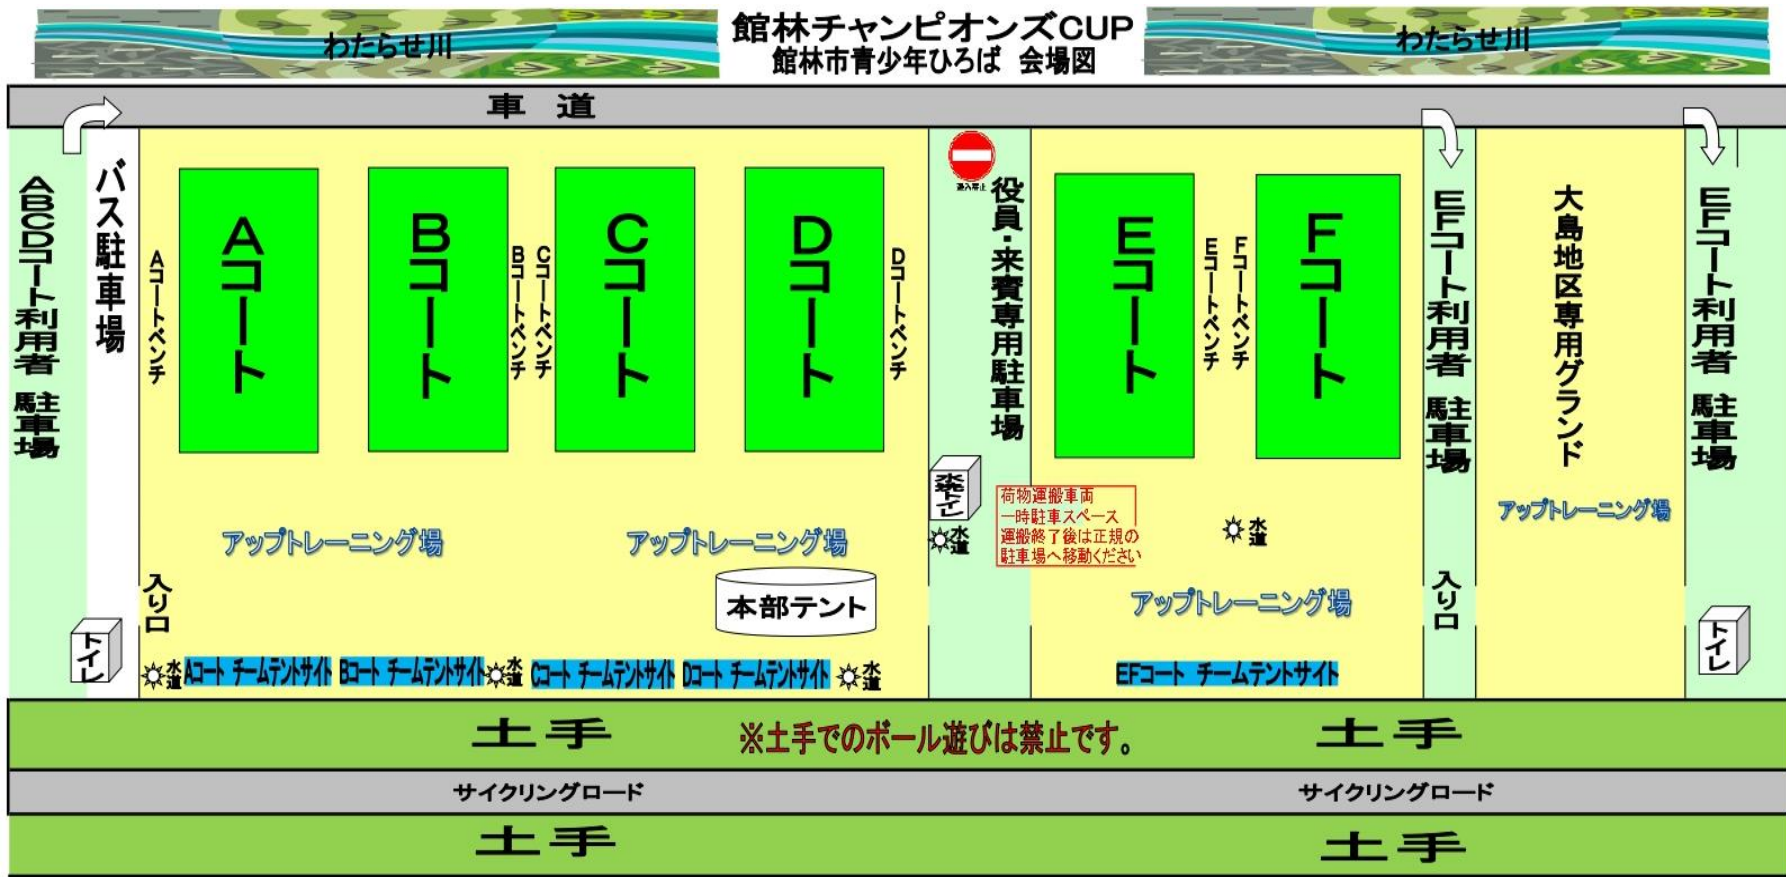 館林チャンピオンズCUP
館林市青少年ひろば 会場図
わたらせ川
わたらせ川
車 道
ABCDコート利用者 駐車場
バス駐車場
Aコートベンチ
Aコート
Bコート
Bコートベンチ
Cコートベンチ
Cコート
Dコート
Dコートベンチ
進入禁止
役員・来賓専用駐車場
Eコート
Eコートベンチ
Fコートベンチ
Fコート
EFコート利用者 駐車場
大島地区専用グランド
EFコート利用者 駐車場
水洗トイレ
水道
荷物運搬車両
一時駐車スペース
運搬終了後は正規の
駐車場へ移動ください
水道
アップトレーニング場
アップトレーニング場
アップトレーニング場
アップトレーニング場
入り口
本部テント
入り口
トイレ
トイレ
水道
Aコート チームテントサイト
Bコート チームテントサイト
水道
Cコート チームテントサイト
Dコート チームテントサイト
水道
EFコート チームテントサイト
土手
※土手でのボール遊びは禁止です。
土手
サイクリングロード
サイクリングロード
土手
土手